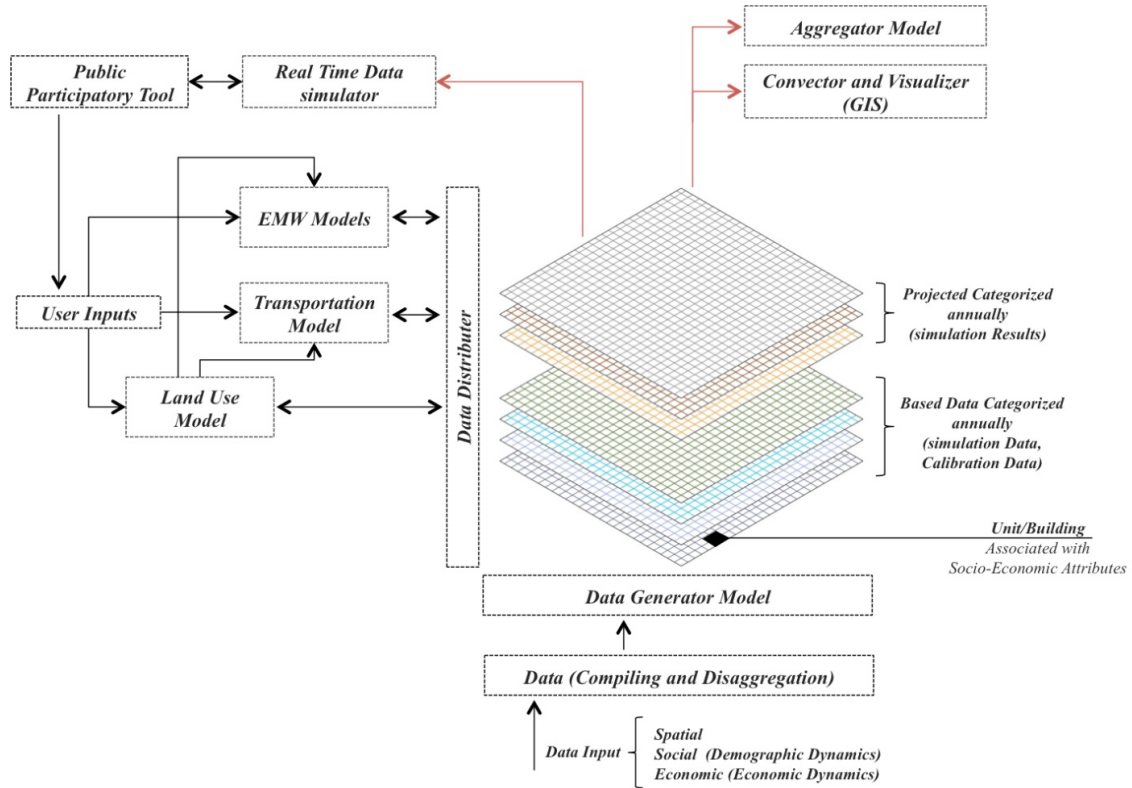 Aggregator Model
Public
Participatory Tool
Real Time Data
simulator
Convector and Visualizer
(GIS)
EMW Models
User Inputs
Transportation
Model
Land Use
Model
Data Distributer
Projected Categorized
annually
(simulation Results)
Based Data Categorized
annually
(simulation Data,
Calibration Data)
Unit/Building
Associated with
Socio-Economic Attributes
Data Generator Model
Data (Compiling and Disaggregation)
Data Input
Spatial
Social (Demographic Dynamics)
Economic (Economic Dynamics)